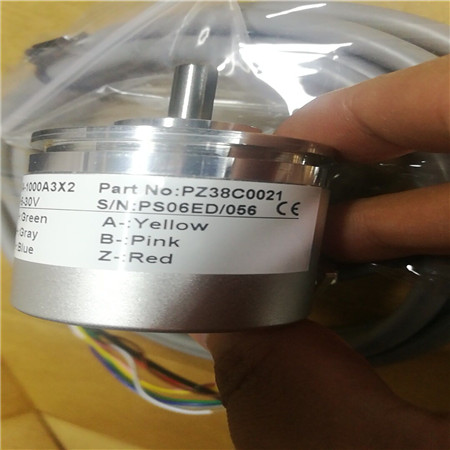 -1000A3X2 Part No:PZ38C0021
-30V S/N:PS06ED/056 CE
-Green A-:Yellow
-Gray B-:Pink
Blue Z-:Red